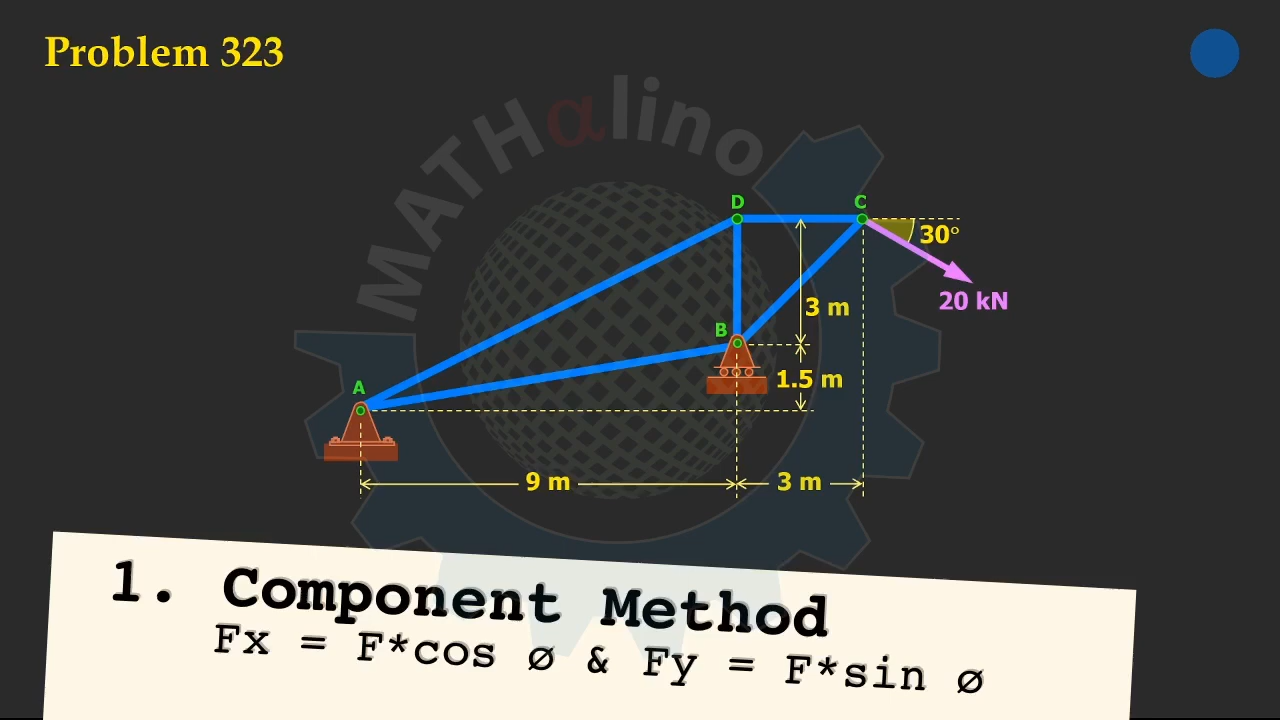 Problem 323
MATHalino
D
C
30°
20 kN
3 m
B
1.5 m
A
9 m
3 m
1. Component Method
Fx = F*cos ø & Fy = F*sin ø